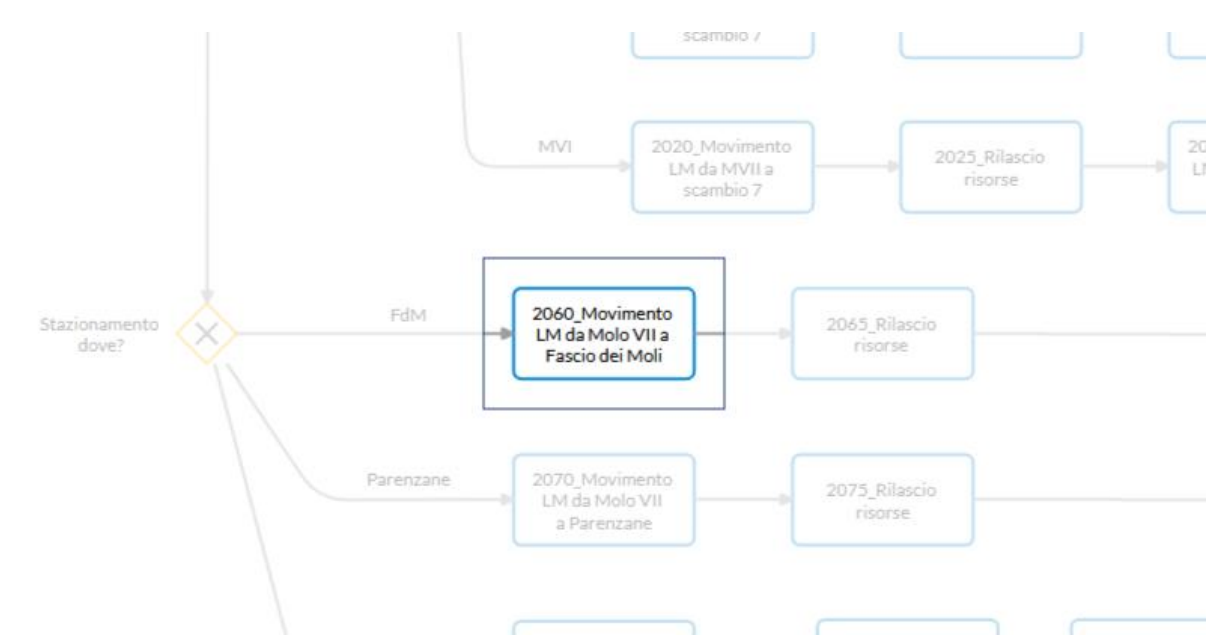 scambio 7
MVI
2020_Movimento
LM da MVII a
scambio 7
2025_Rilascio
risorse
Stazionamento
dove?
FdM
2060_Movimento
LM da Molo VII a
Fascio dei Moli
2065_Rilascio
risorse
Parenzane
2070_Movimento
LM da Molo VII
a Parenzane
2075_Rilascio
risorse